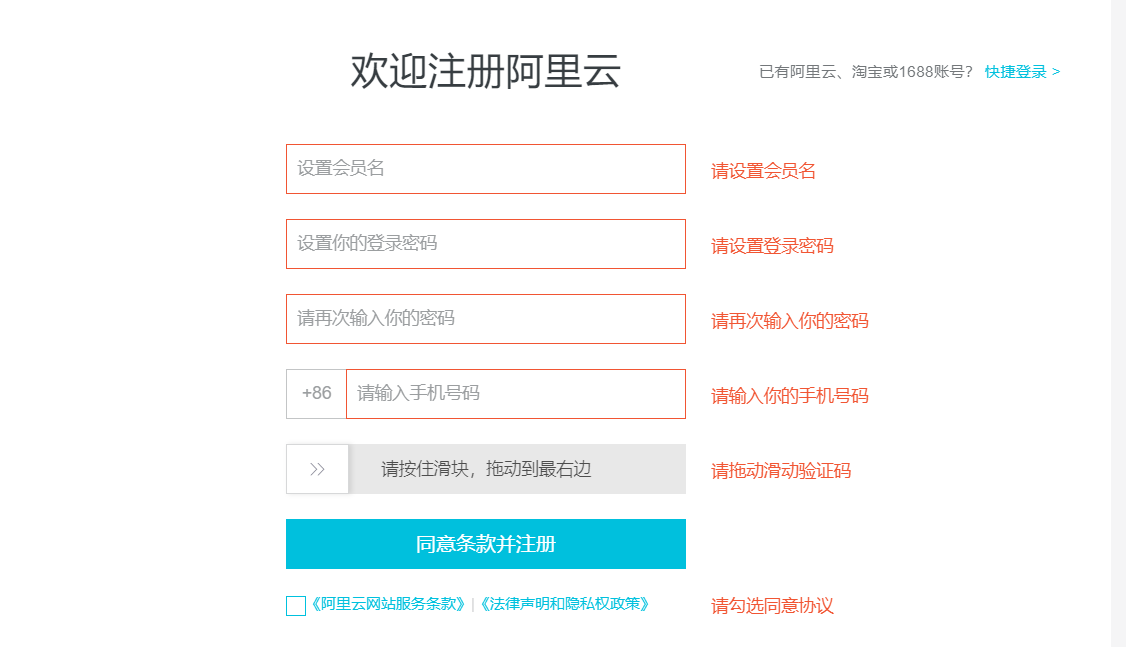 欢迎注册阿里云
已有阿里云、淘宝或1688账号? 快捷登录 >
设置会员名
请设置会员名
设置你的登录密码
请设置登录密码
请再次输入你的密码
请再次输入你的密码
+86 请输入手机号码
请输入你的手机号码
请按住滑块，拖动到最右边
请拖动滑动验证码
同意条款并注册
《阿里云网站服务条款》|《法律声明和隐私权政策》
请勾选同意协议